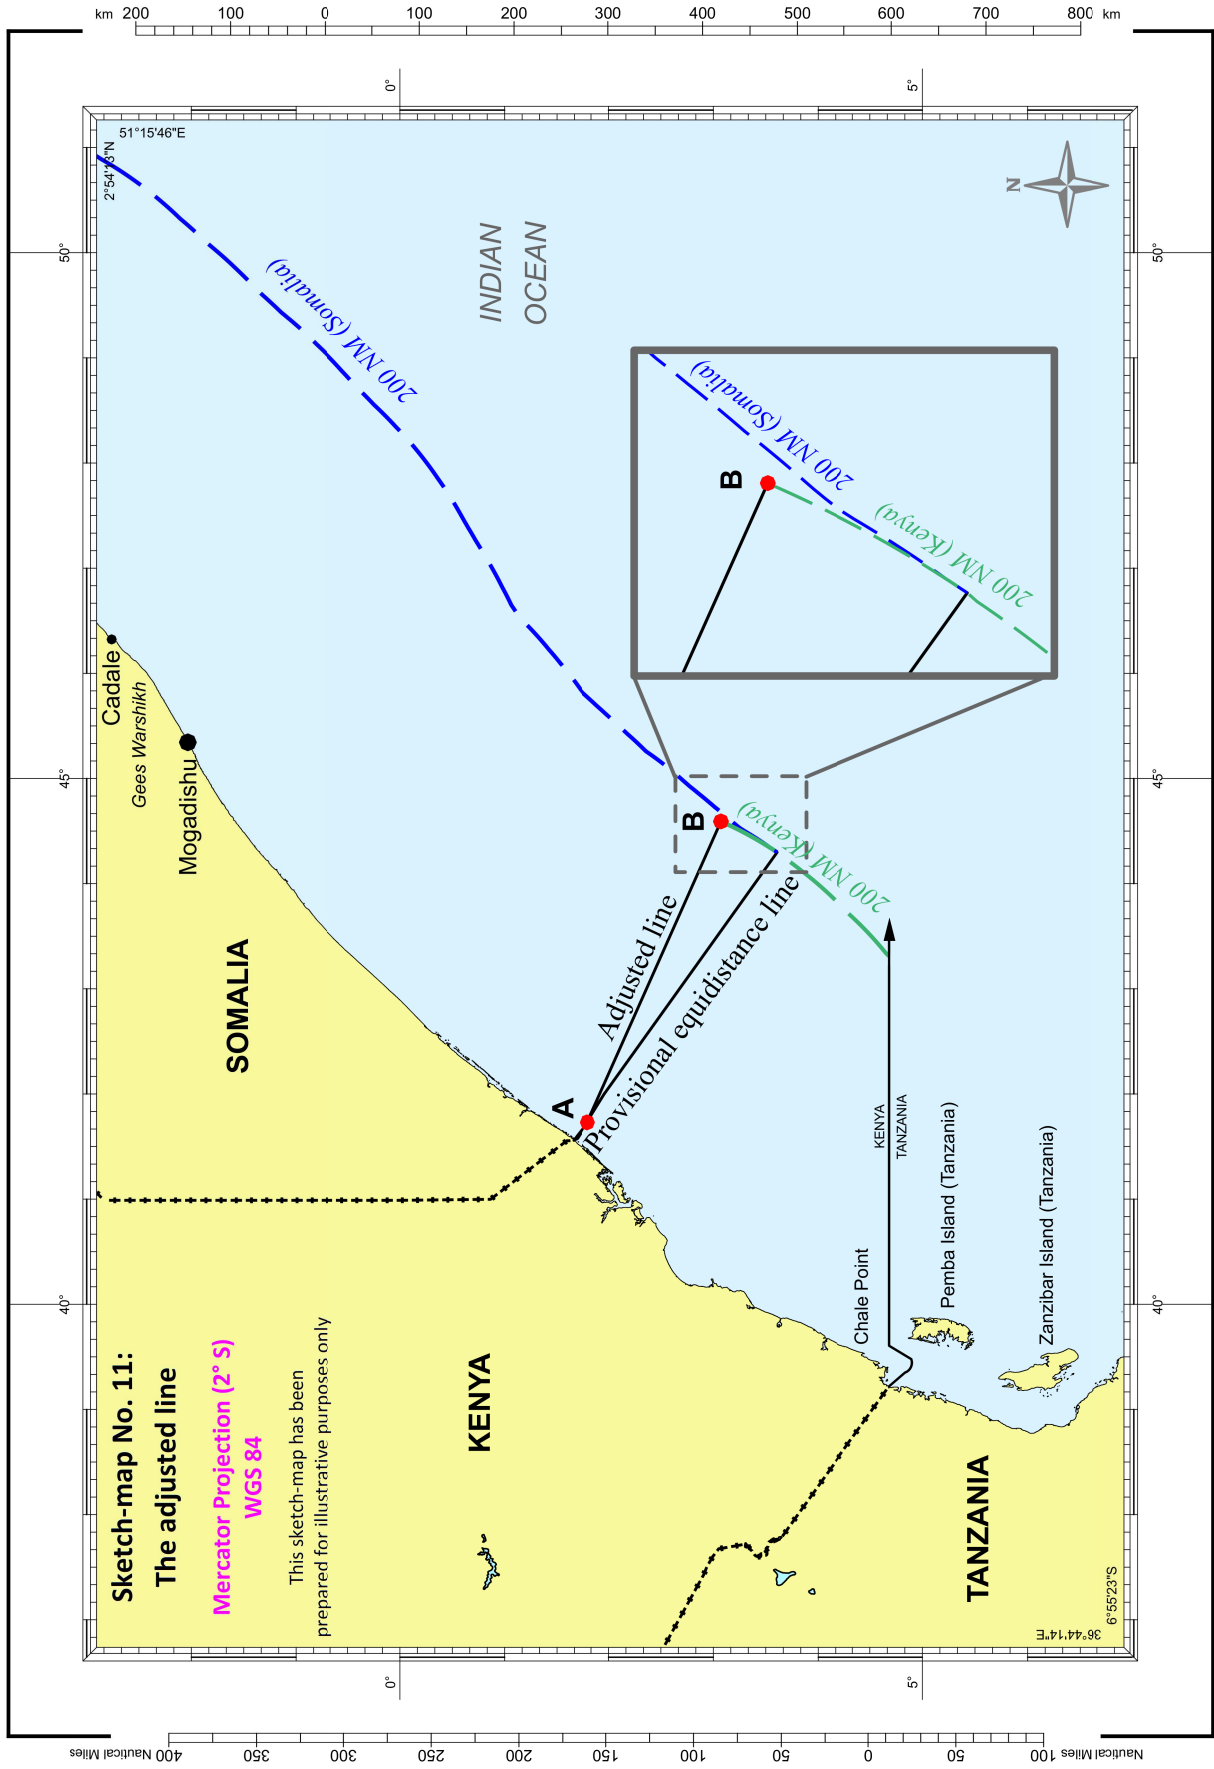 Sketch-map No. 11:
The adjusted line
Mercator Projection (2° S)
WGS 84
This sketch-map has been
prepared for illustrative purposes only
2°54'13"N
51°15'46"E
36°44'14"E
6°55'23"S
40°
45°
50°
40°
45°
50°
0°
5°
0°
5°
km 200 100 0 100 200 300 400 500 600 700 800 km
Nautical Miles 400 350 300 250 200 150 100 50 0 50 100 Nautical Miles
SOMALIA
Cadale
Gees Warshikh
Mogadishu
KENYA
TANZANIA
INDIAN
OCEAN
N
A
B
Adjusted line
Provisional equidistance line
200 NM (Somalia)
200 NM (Kenya)
B
200 NM (Somalia)
200 NM (Kenya)
KENYA
TANZANIA
Chale Point
Pemba Island (Tanzania)
Zanzibar Island (Tanzania)